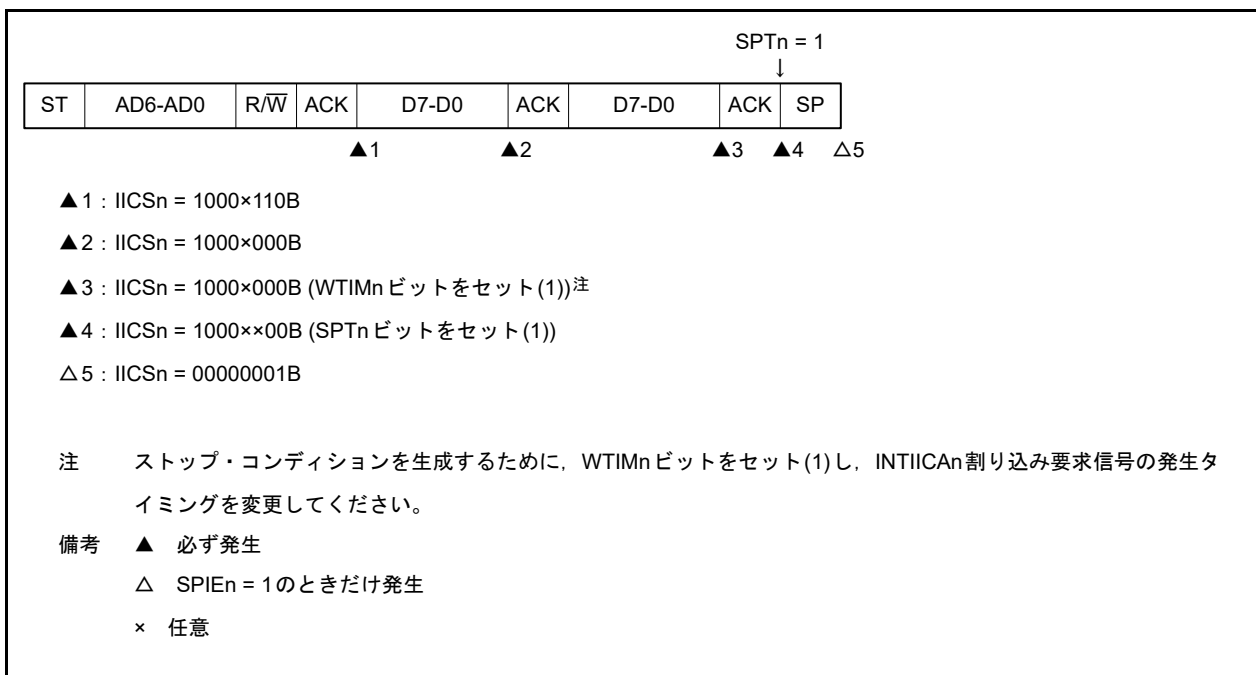 SPTn = 1
↓
ST AD6-AD0 R/W̅ ACK D7-D0 ACK D7-D0 ACK SP
▲1 ▲2 ▲3 ▲4 △5
▲1：IICSn = 1000×110B
▲2：IICSn = 1000×000B
▲3：IICSn = 1000×000B (WTIMnビットをセット(1))注
▲4：IICSn = 1000××00B (SPTnビットをセット(1))
△5：IICSn = 00000001B
注 ストップ・コンディションを生成するために，WTIMnビットをセット(1)し，INTIICAn割り込み要求信号の発生タ
イミングを変更してください。
備考 ▲ 必ず発生
△ SPIEn = 1のときだけ発生
× 任意